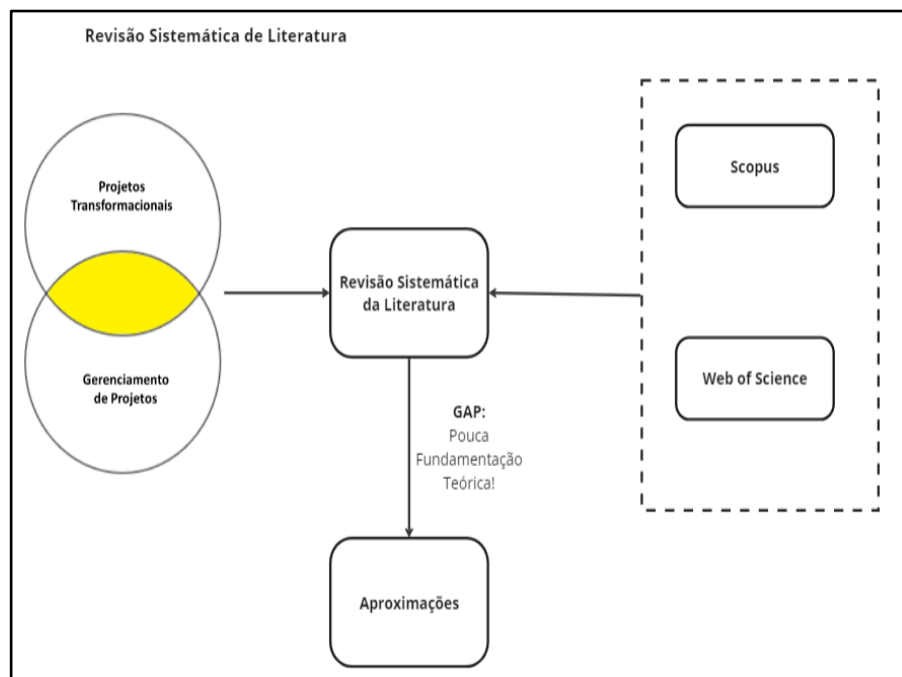 Revisão Sistemática de Literatura
Projetos
Transformacionais
Gerenciamento
de Projetos
Revisão Sistemática
da Literatura
Scopus
Web of Science
GAP:
Pouca
Fundamentação
Teórica!
Aproximações